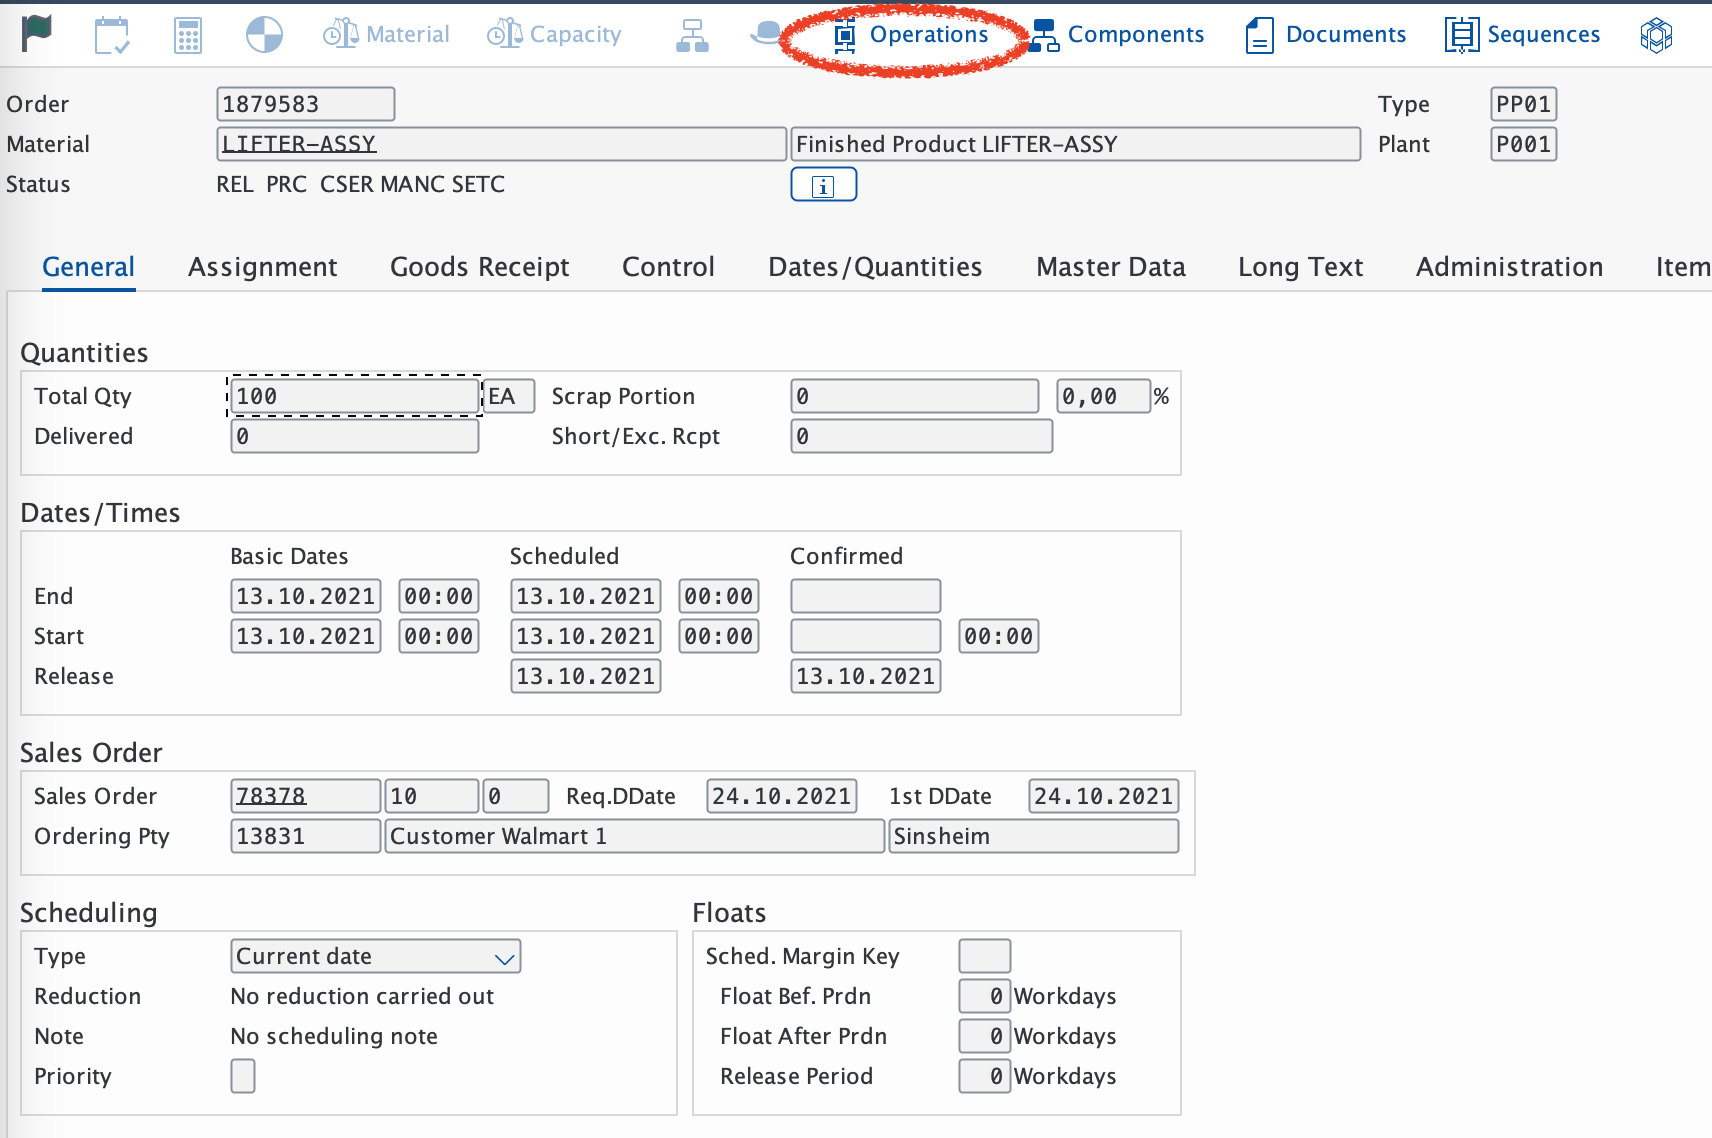 Material Capacity Operations Components Documents Sequences
Order 1879583 Type PP01
Material LIFTER-ASSY Finished Product LIFTER-ASSY Plant P001
Status REL PRC CSER MANC SETC
General Assignment Goods Receipt Control Dates/Quantities Master Data Long Text Administration Item
Quantities
Total Qty 100 EA Scrap Portion 0 0,00 %
Delivered 0 Short/Exc. Rcpt 0
Dates/Times
Basic Dates Scheduled Confirmed
End 13.10.2021 00:00 13.10.2021 00:00
Start 13.10.2021 00:00 13.10.2021 00:00 00:00
Release 13.10.2021 13.10.2021
Sales Order
Sales Order 78378 10 0 Req.DDate 24.10.2021 1st DDate 24.10.2021
Ordering Pty 13831 Customer Walmart 1 Sinsheim
Scheduling Floats
Type Current date Sched. Margin Key
Reduction No reduction carried out Float Bef. Prdn 0 Workdays
Note No scheduling note Float After Prdn 0 Workdays
Priority Release Period 0 Workdays